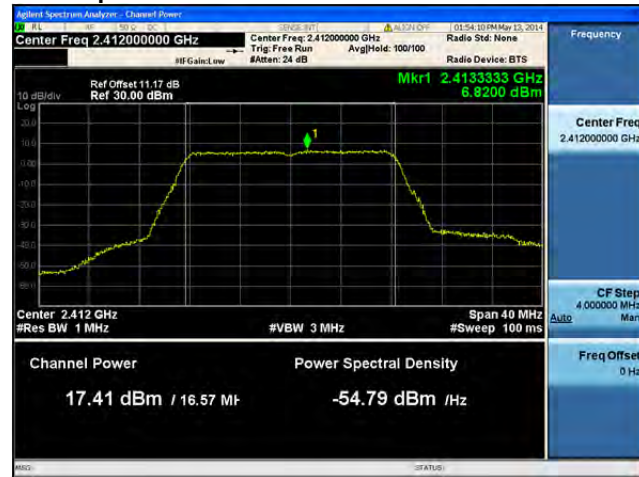 Agilent Spectrum Analyzer - Channel Power
RL RF 50 Ω DC SENSE:INT ALIGN OFF 01:54:10 PM May 13, 2014
Center Freq 2.412000000 GHz
Center Freq: 2.412000000 GHz
Radio Std: None
Trig: Free Run Avg|Hold: 100/100
#IFGain:Low #Atten: 24 dB Radio Device: BTS
Frequency
Ref Offset 11.17 dB
Mkr1 2.4133333 GHz
10 dB/div Ref 30.00 dBm
6.8200 dBm
Log
20.0
10.0
0.00
-10.0
-20.0
-30.0
-40.0
-50.0
-60.0
1
Center Freq
2.412000000 GHz
Center 2.412 GHz
Span 40 MHz
#Res BW 1 MHz
#VBW 3 MHz
#Sweep 100 ms
CF Step
4.000000 MHz
Auto Man
Channel Power
Power Spectral Density
17.41 dBm / 16.57 MH
-54.79 dBm /Hz
Freq Offset
0 Hz
MSG STATUS